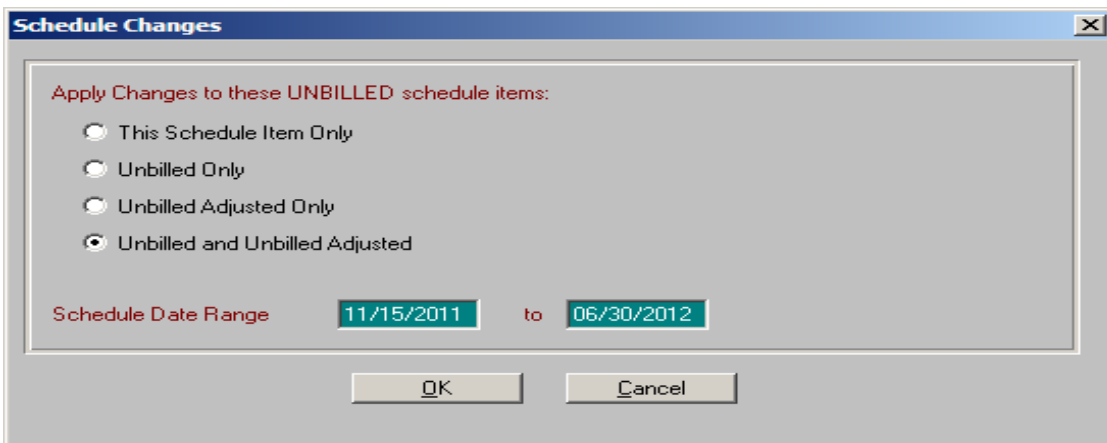 Schedule Changes
Apply Changes to these UNBILLED schedule items:
This Schedule Item Only
Unbilled Only
Unbilled Adjusted Only
Unbilled and Unbilled Adjusted
Schedule Date Range 11/15/2011 to 06/30/2012
OK Cancel